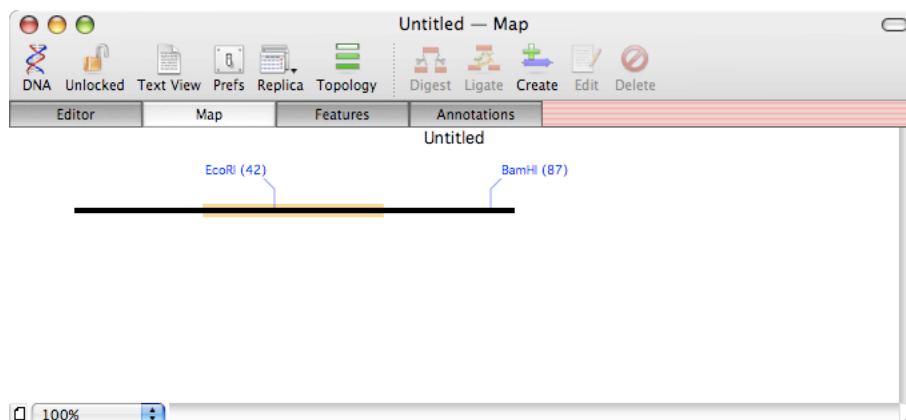 Untitled — Map
DNA Unlocked Text View Prefs Replica Topology Digest Ligate Create Edit Delete
Editor Map Features Annotations
Untitled
EcoRI (42) BamHI (87)
100%